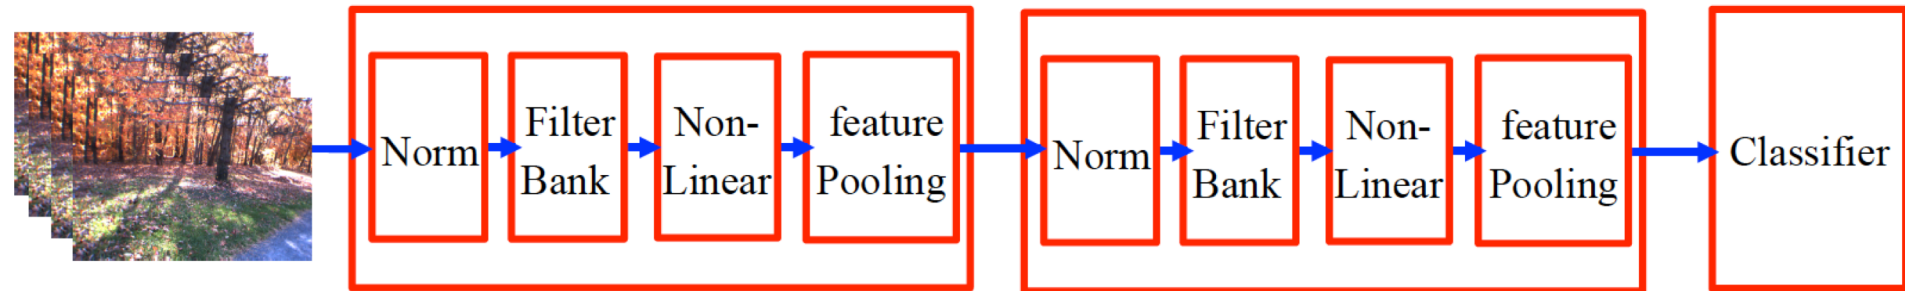 Norm
Filter
Bank
Non-
Linear
feature
Pooling
Norm
Filter
Bank
Non-
Linear
feature
Pooling
Classifier